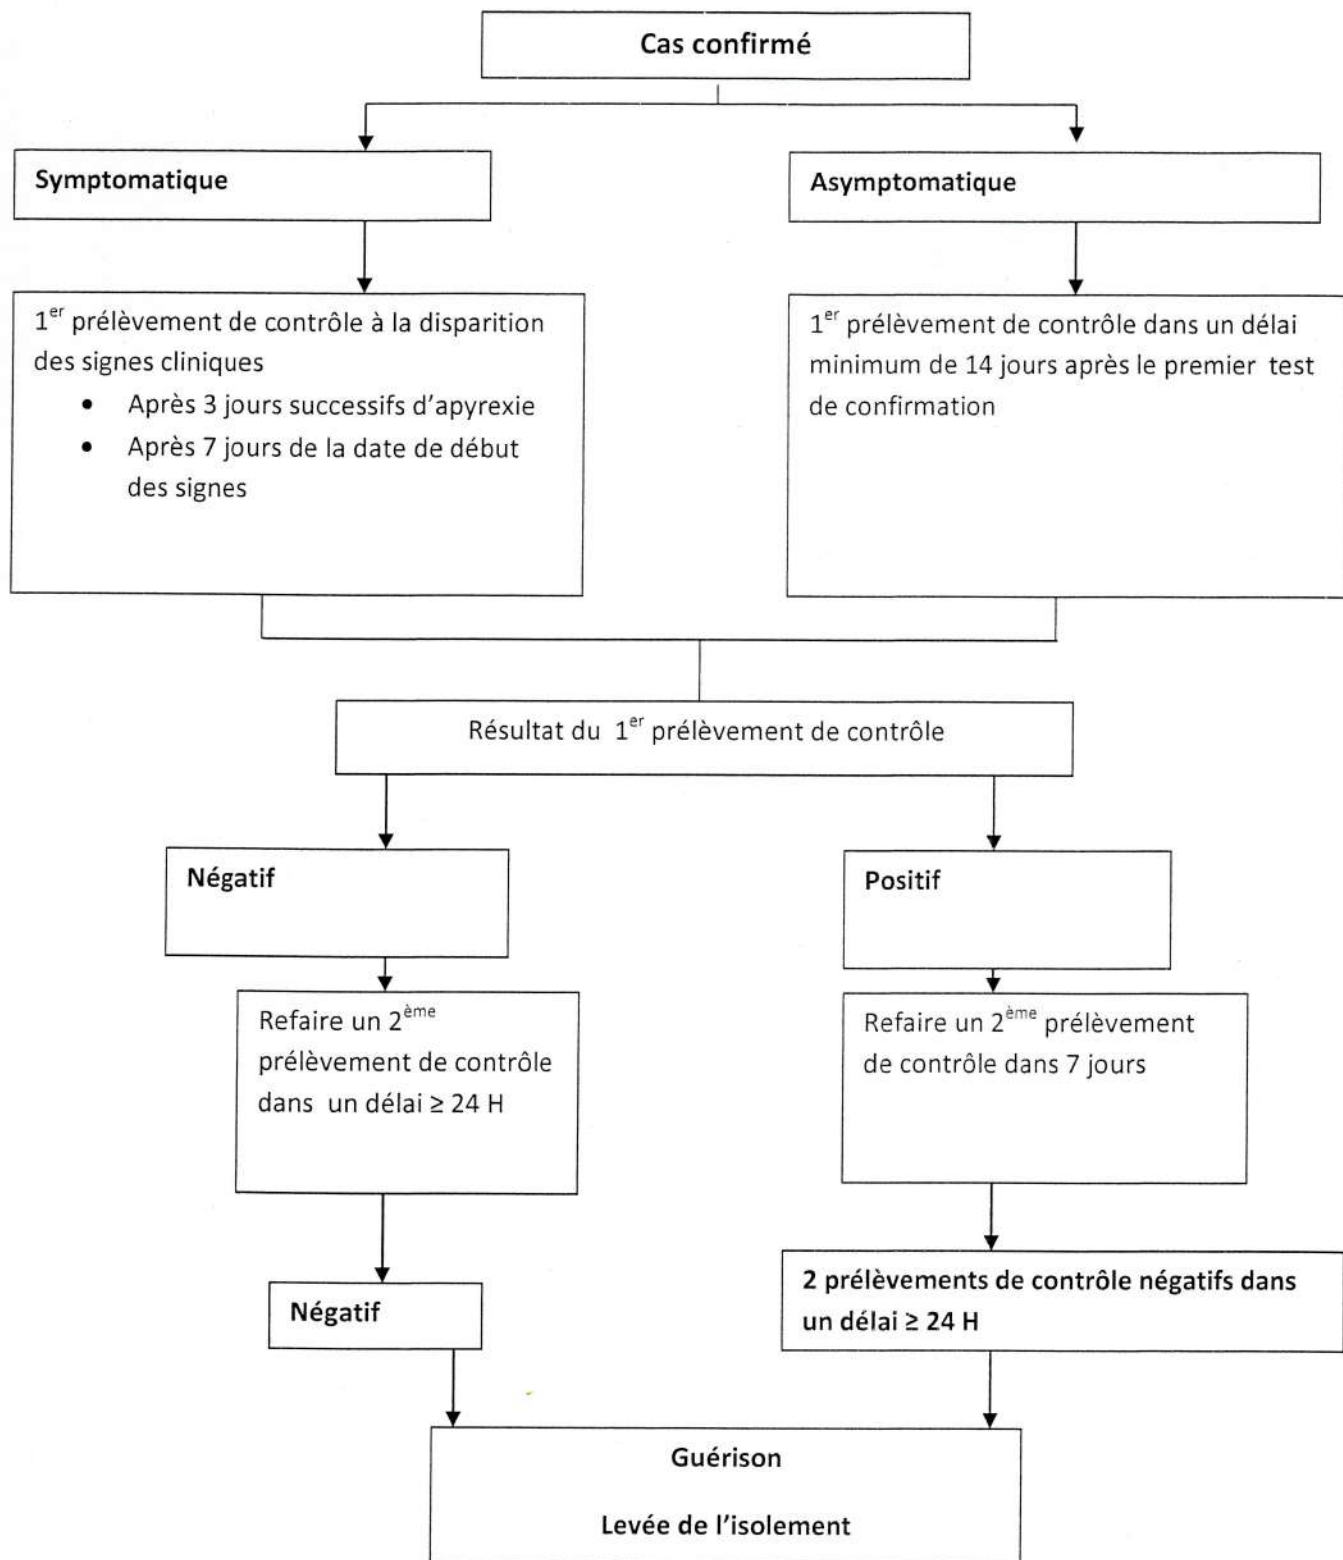 Cas confirmé
Symptomatique
Asymptomatique
1er prélèvement de contrôle à la disparition
des signes cliniques
• Après 3 jours successifs d'apyrexie
• Après 7 jours de la date de début
des signes
1er prélèvement de contrôle dans un délai
minimum de 14 jours après le premier test
de confirmation
Résultat du 1er prélèvement de contrôle
Négatif
Positif
Refaire un 2ème
prélèvement de contrôle
dans un délai ≥ 24 H
Refaire un 2ème prélèvement
de contrôle dans 7 jours
Négatif
2 prélèvements de contrôle négatifs dans
un délai ≥ 24 H
Guérison
Levée de l'isolement